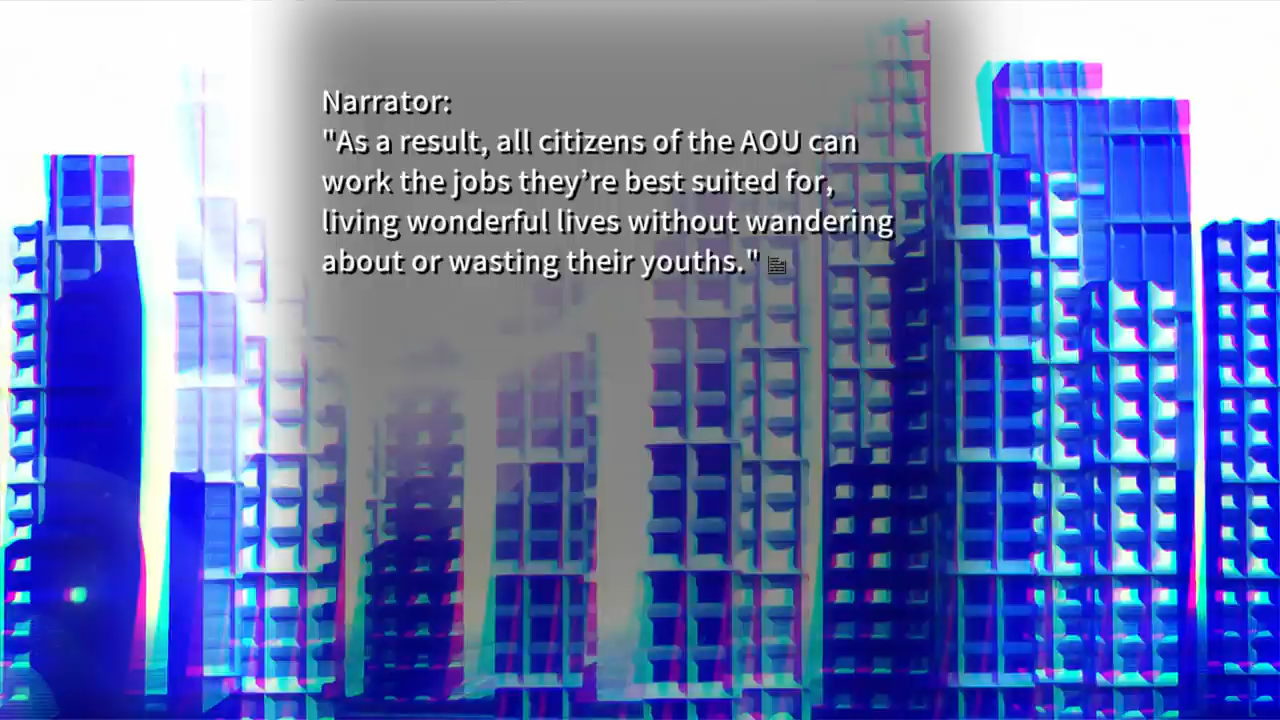 Narrator:
"As a result, all citizens of the AOU can
work the jobs they’re best suited for,
living wonderful lives without wandering
about or wasting their youths."